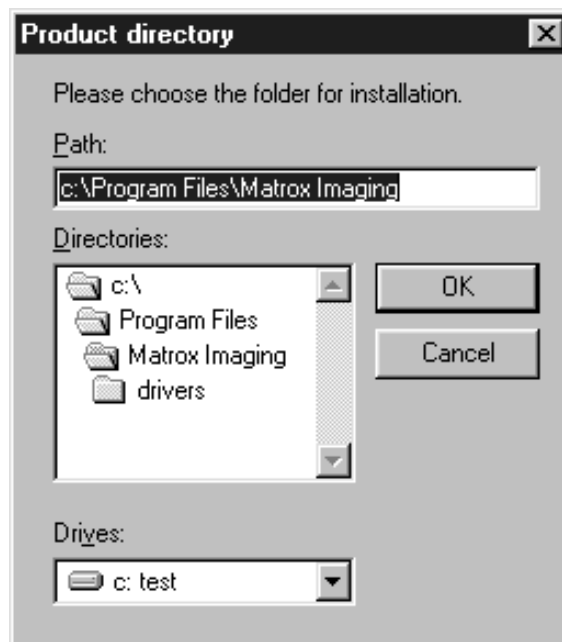 Product directory
Please choose the folder for installation.
Path:
c:\Program Files\Matrox Imaging
Directories:
c:\
Program Files
Matrox Imaging
drivers
OK
Cancel
Drives:
c: test